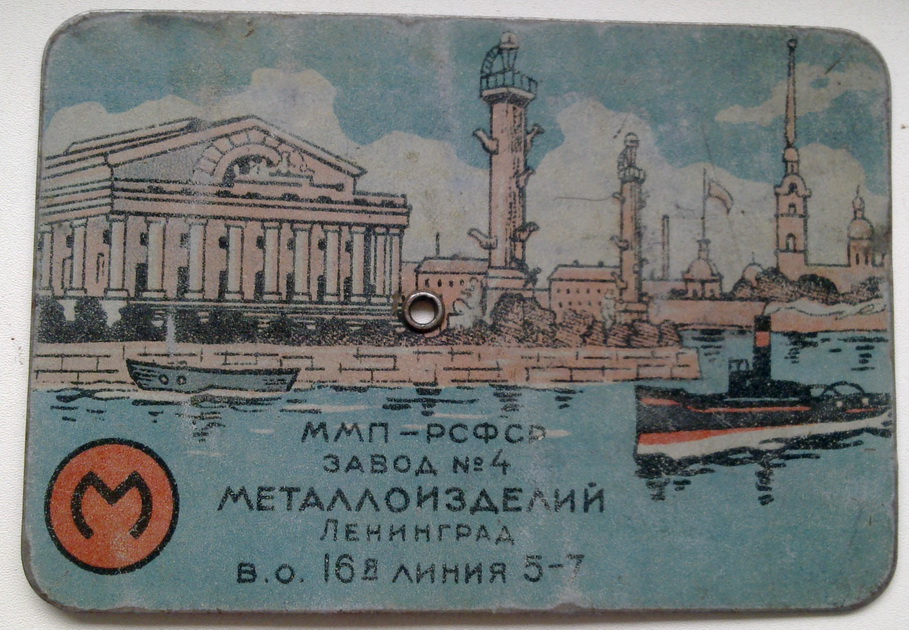 ММП – РСФСР
ЗАВОД №4
МЕТАЛЛОИЗДЕЛИЙ
ЛЕНИНГРАД
В.О. 16я ЛИНИЯ 5-7
М